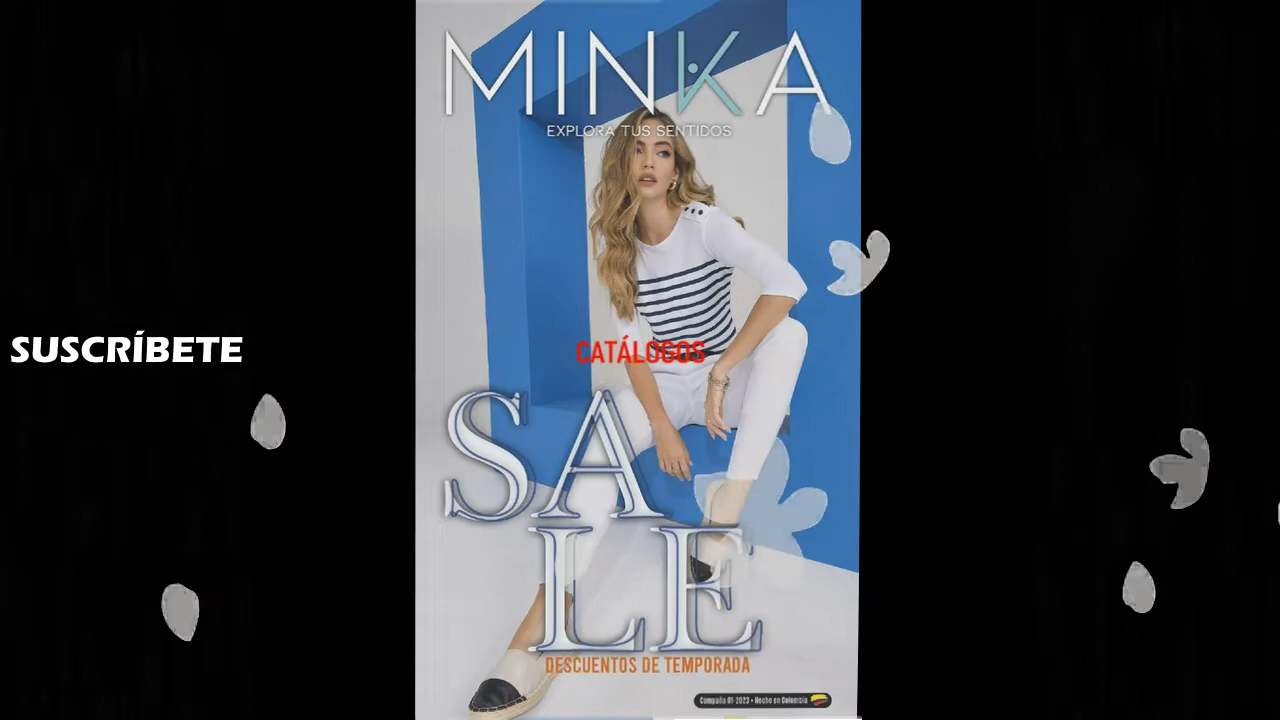 MINKA
EXPLORA TUS SENTIDOS
SUSCRÍBETE
CATÁLOGOS
SA
LE
DESCUENTOS DE TEMPORADA
Campaña 01-2023 • Hecho en Colombia